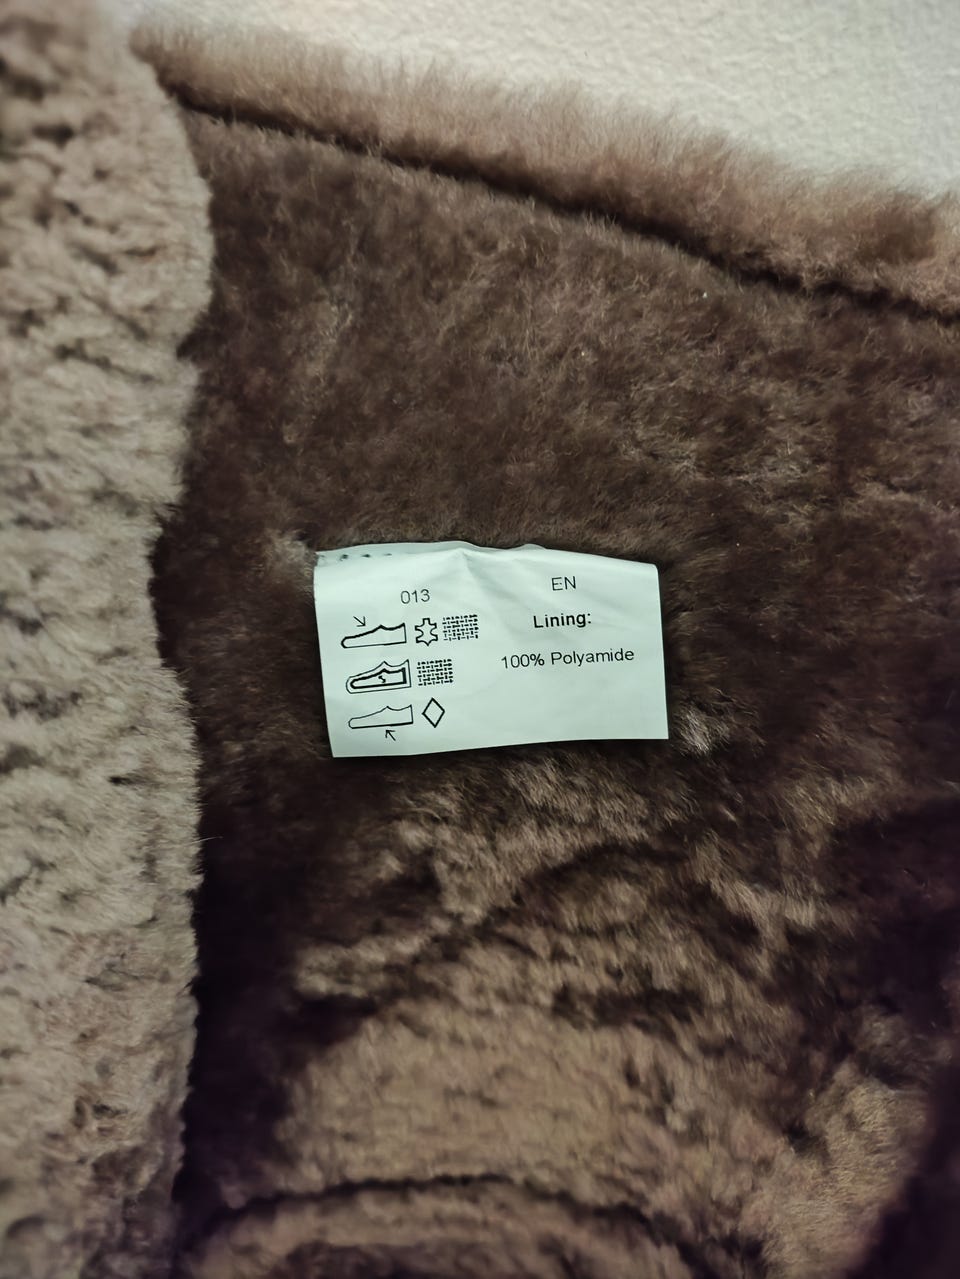 013
EN
Lining:
100% Polyamide